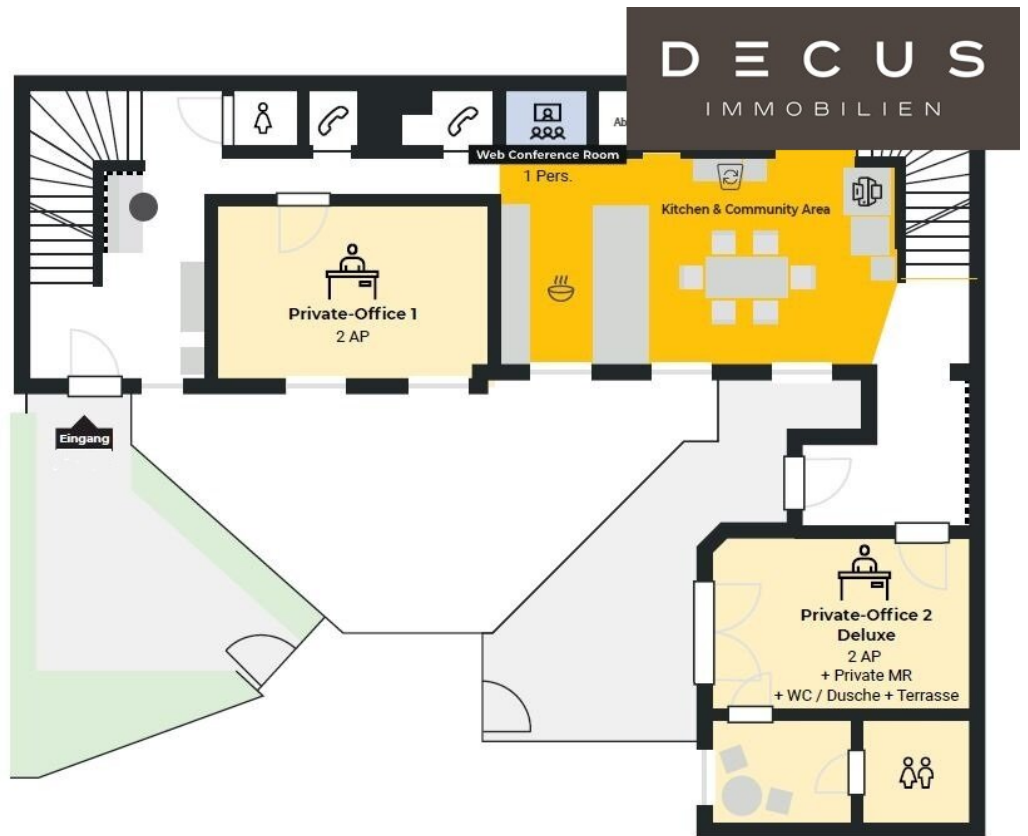 DECUS
IMMOBILIEN
Web Conference Room
1 Pers.
Kitchen & Community Area
Private-Office 1
2 AP
Eingang
Private-Office 2
Deluxe
2 AP
+ Private MR
+ WC / Dusche + Terrasse